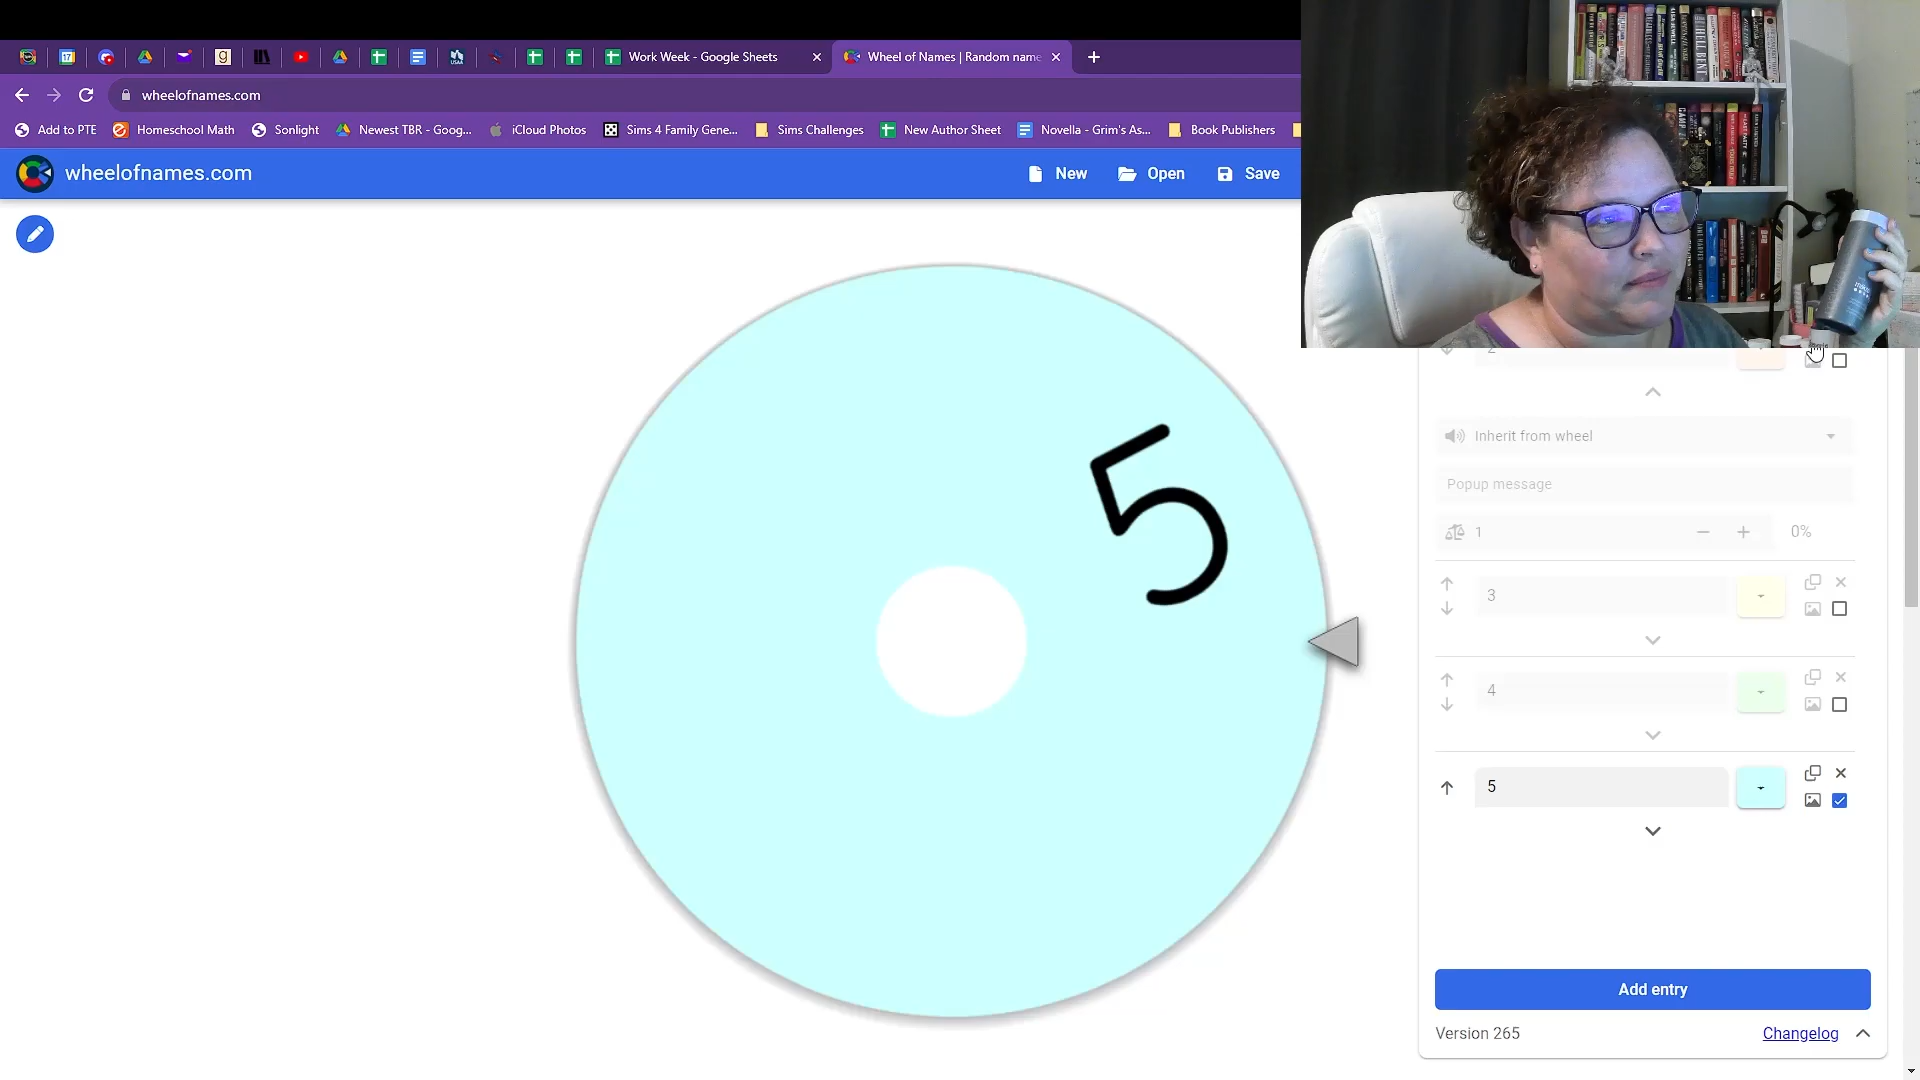 Work Week - Google Sheets
Wheel of Names | Random name
wheelofnames.com
Add to PTE
Homeschool Math
Sonlight
Newest TBR - Goog...
iCloud Photos
Sims 4 Family Gene...
Sims Challenges
New Author Sheet
Novella - Grim's As...
Book Publishers
wheelofnames.com
New
Open
Save
5
2
Inherit from wheel
Popup message
1
0%
3
4
5
Add entry
Version 265
Changelog